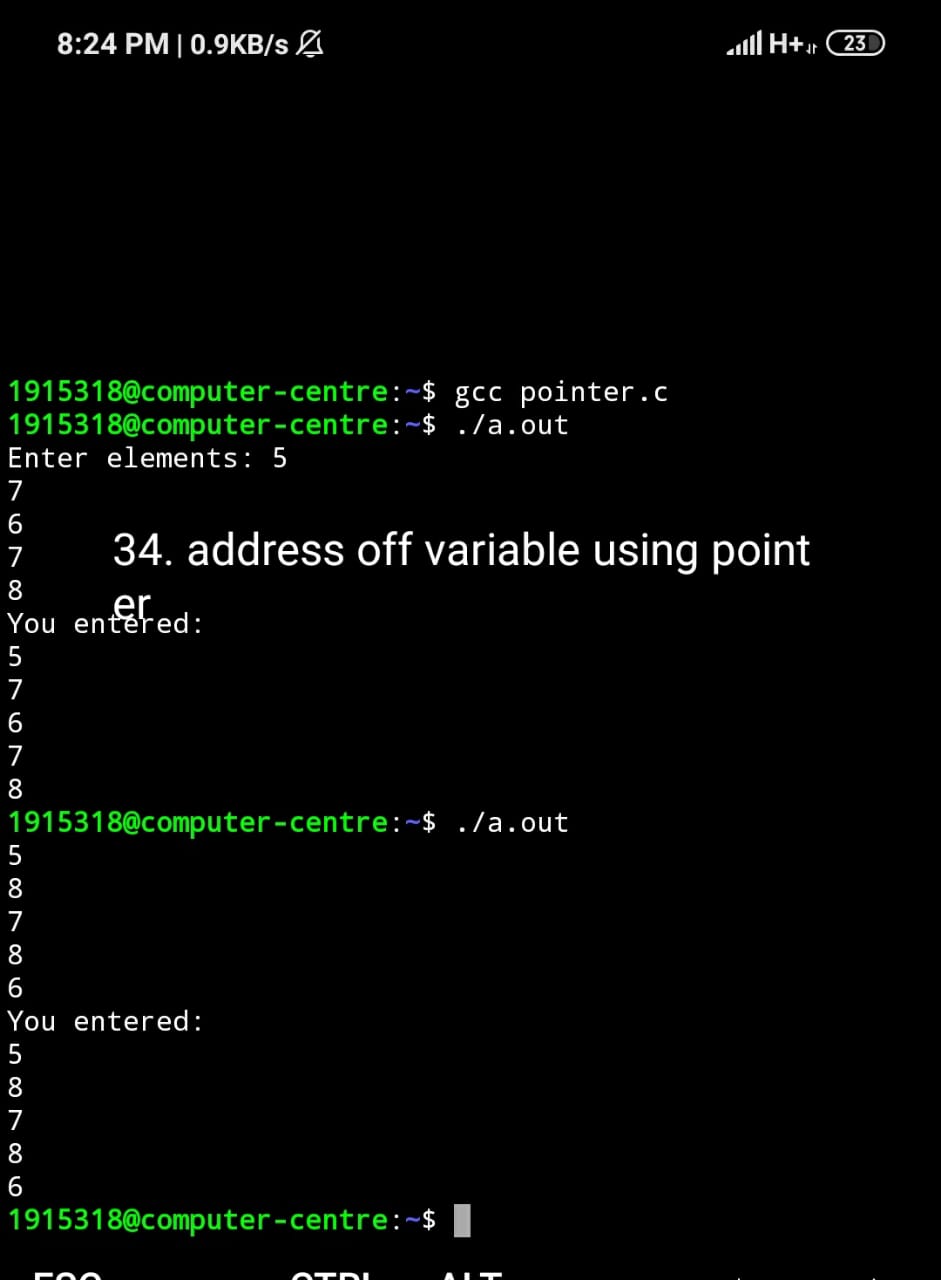 8:24 PM | 0.9KB/s H+ 23
1915318@computer-centre:~$ gcc pointer.c
1915318@computer-centre:~$ ./a.out
Enter elements: 5
7
6
34. address off variable using point
7
8
er
You entered:
5
7
6
7
8
1915318@computer-centre:~$ ./a.out
5
8
7
8
6
You entered:
5
8
7
8
6
1915318@computer-centre:~$